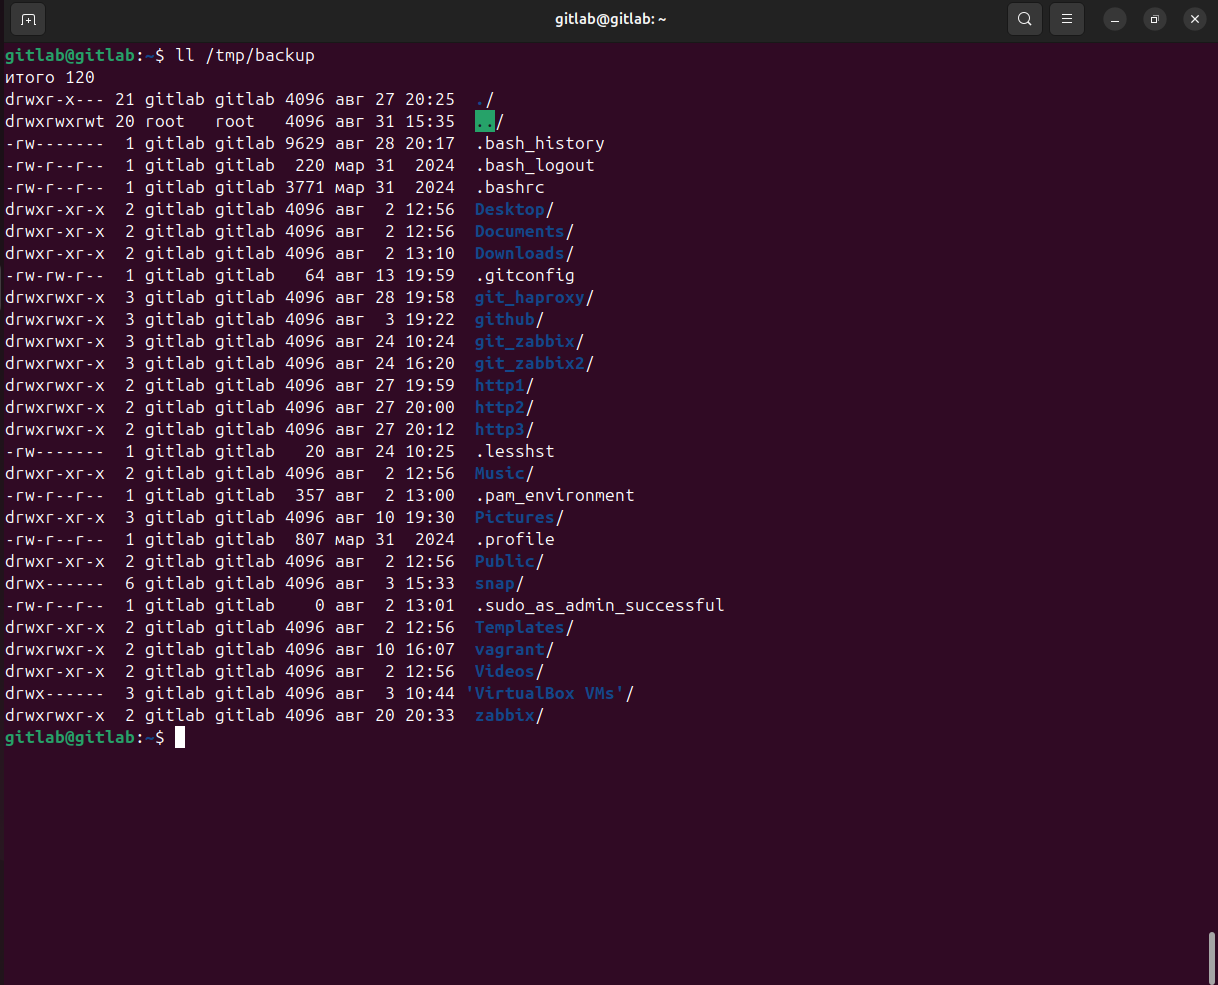 gitlab@gitlab: ~
gitlab@gitlab:~$ ll /tmp/backup
итого 120
drwxr-x--- 21 gitlab gitlab 4096 авг 27 20:25  ./
drwxrwxrwt 20 root   root   4096 авг 31 15:35  ../
-rw-------  1 gitlab gitlab 9629 авг 28 20:17  .bash_history
-rw-r--r--  1 gitlab gitlab  220 мар 31  2024  .bash_logout
-rw-r--r--  1 gitlab gitlab 3771 мар 31  2024  .bashrc
drwxr-xr-x  2 gitlab gitlab 4096 авг  2 12:56  Desktop/
drwxr-xr-x  2 gitlab gitlab 4096 авг  2 12:56  Documents/
drwxr-xr-x  2 gitlab gitlab 4096 авг  2 13:10  Downloads/
-rw-rw-r--  1 gitlab gitlab   64 авг 13 19:59  .gitconfig
drwxrwxr-x  3 gitlab gitlab 4096 авг 28 19:58  git_haproxy/
drwxrwxr-x  3 gitlab gitlab 4096 авг  3 19:22  github/
drwxrwxr-x  3 gitlab gitlab 4096 авг 24 10:24  git_zabbix/
drwxrwxr-x  3 gitlab gitlab 4096 авг 24 16:20  git_zabbix2/
drwxrwxr-x  2 gitlab gitlab 4096 авг 27 19:59  http1/
drwxrwxr-x  2 gitlab gitlab 4096 авг 27 20:00  http2/
drwxrwxr-x  2 gitlab gitlab 4096 авг 27 20:12  http3/
-rw-------  1 gitlab gitlab   20 авг 24 10:25  .lesshst
drwxr-xr-x  2 gitlab gitlab 4096 авг  2 12:56  Music/
-rw-r--r--  1 gitlab gitlab  357 авг  2 13:00  .pam_environment
drwxr-xr-x  3 gitlab gitlab 4096 авг 10 19:30  Pictures/
-rw-r--r--  1 gitlab gitlab  807 мар 31  2024  .profile
drwxr-xr-x  2 gitlab gitlab 4096 авг  2 12:56  Public/
drwx------  6 gitlab gitlab 4096 авг  3 15:33  snap/
-rw-r--r--  1 gitlab gitlab    0 авг  2 13:01  .sudo_as_admin_successful
drwxr-xr-x  2 gitlab gitlab 4096 авг  2 12:56  Templates/
drwxrwxr-x  2 gitlab gitlab 4096 авг 10 16:07  vagrant/
drwxr-xr-x  2 gitlab gitlab 4096 авг  2 12:56  Videos/
drwx------  3 gitlab gitlab 4096 авг  3 10:44 'VirtualBox VMs'/
drwxrwxr-x  2 gitlab gitlab 4096 авг 20 20:33  zabbix/
gitlab@gitlab:~$